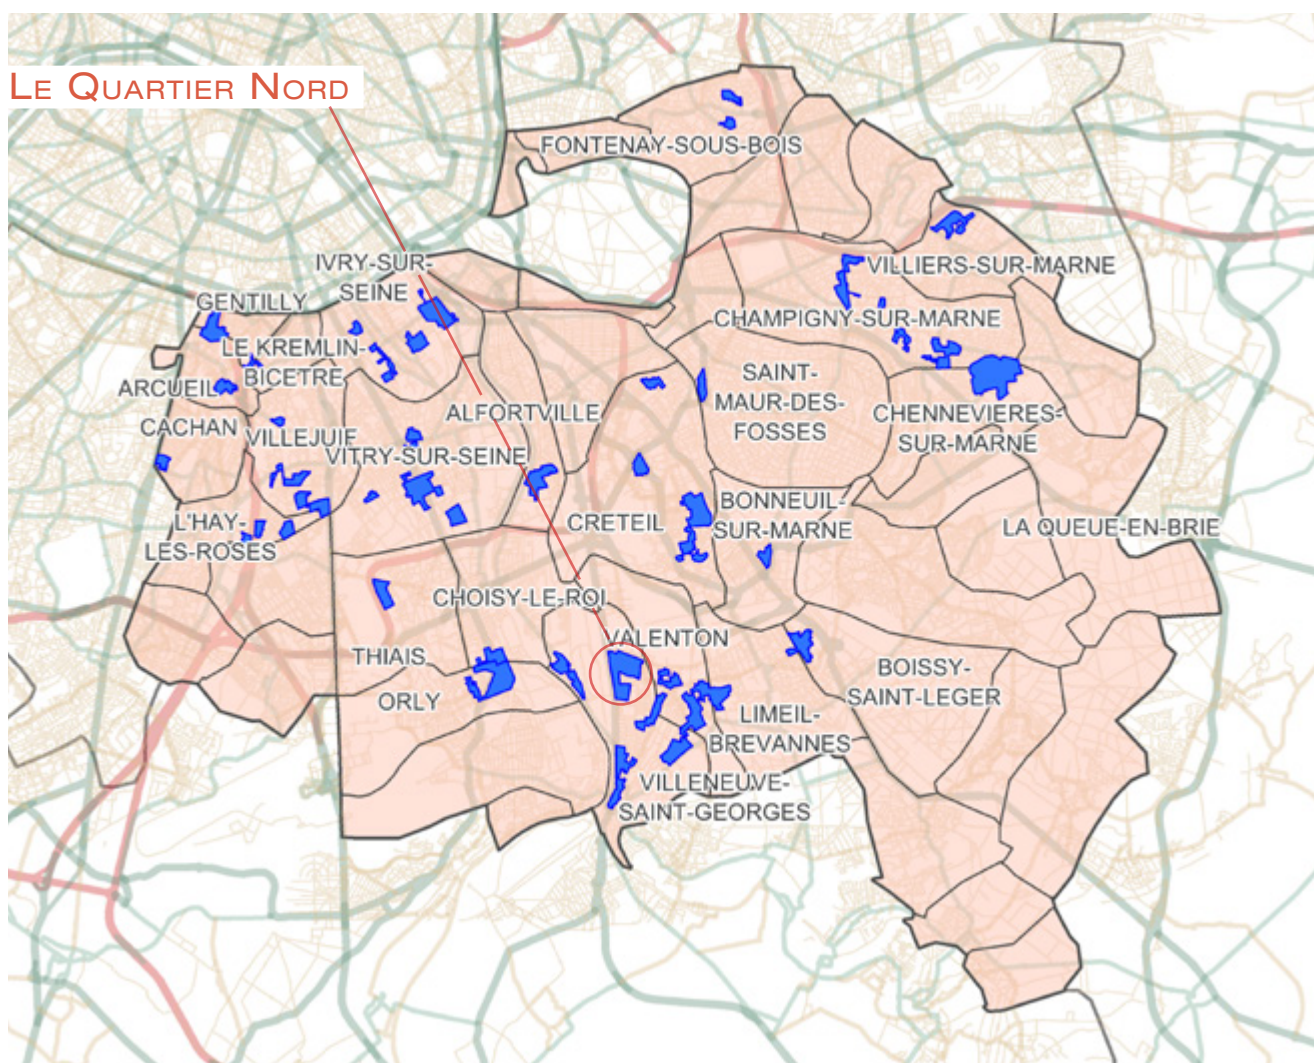 LE QUARTIER NORD
FONTENAY-SOUS-BOIS
IVRY-SUR-
SEINE
VILLIERS-SUR-MARNE
GENTILLY
CHAMPIGNY-SUR-MARNE
LE KREMLIN-
BICETRE
ARCUEIL
SAINT-
MAUR-DES-
FOSSES
ALFORTVILLE
CHENNEVIERES-
SUR-MARNE
CACHAN
VILLEJUIF
VITRY-SUR-SEINE
BONNEUIL-
SUR-MARNE
CRETEIL
L'HAY-
LES-ROSES
LA QUEUE-EN-BRIE
CHOISY-LE-ROI
VALENTON
THIAIS
BOISSY-
SAINT-LEGER
ORLY
LIMEIL-
BREVANNES
VILLENEUVE-
SAINT-GEORGES